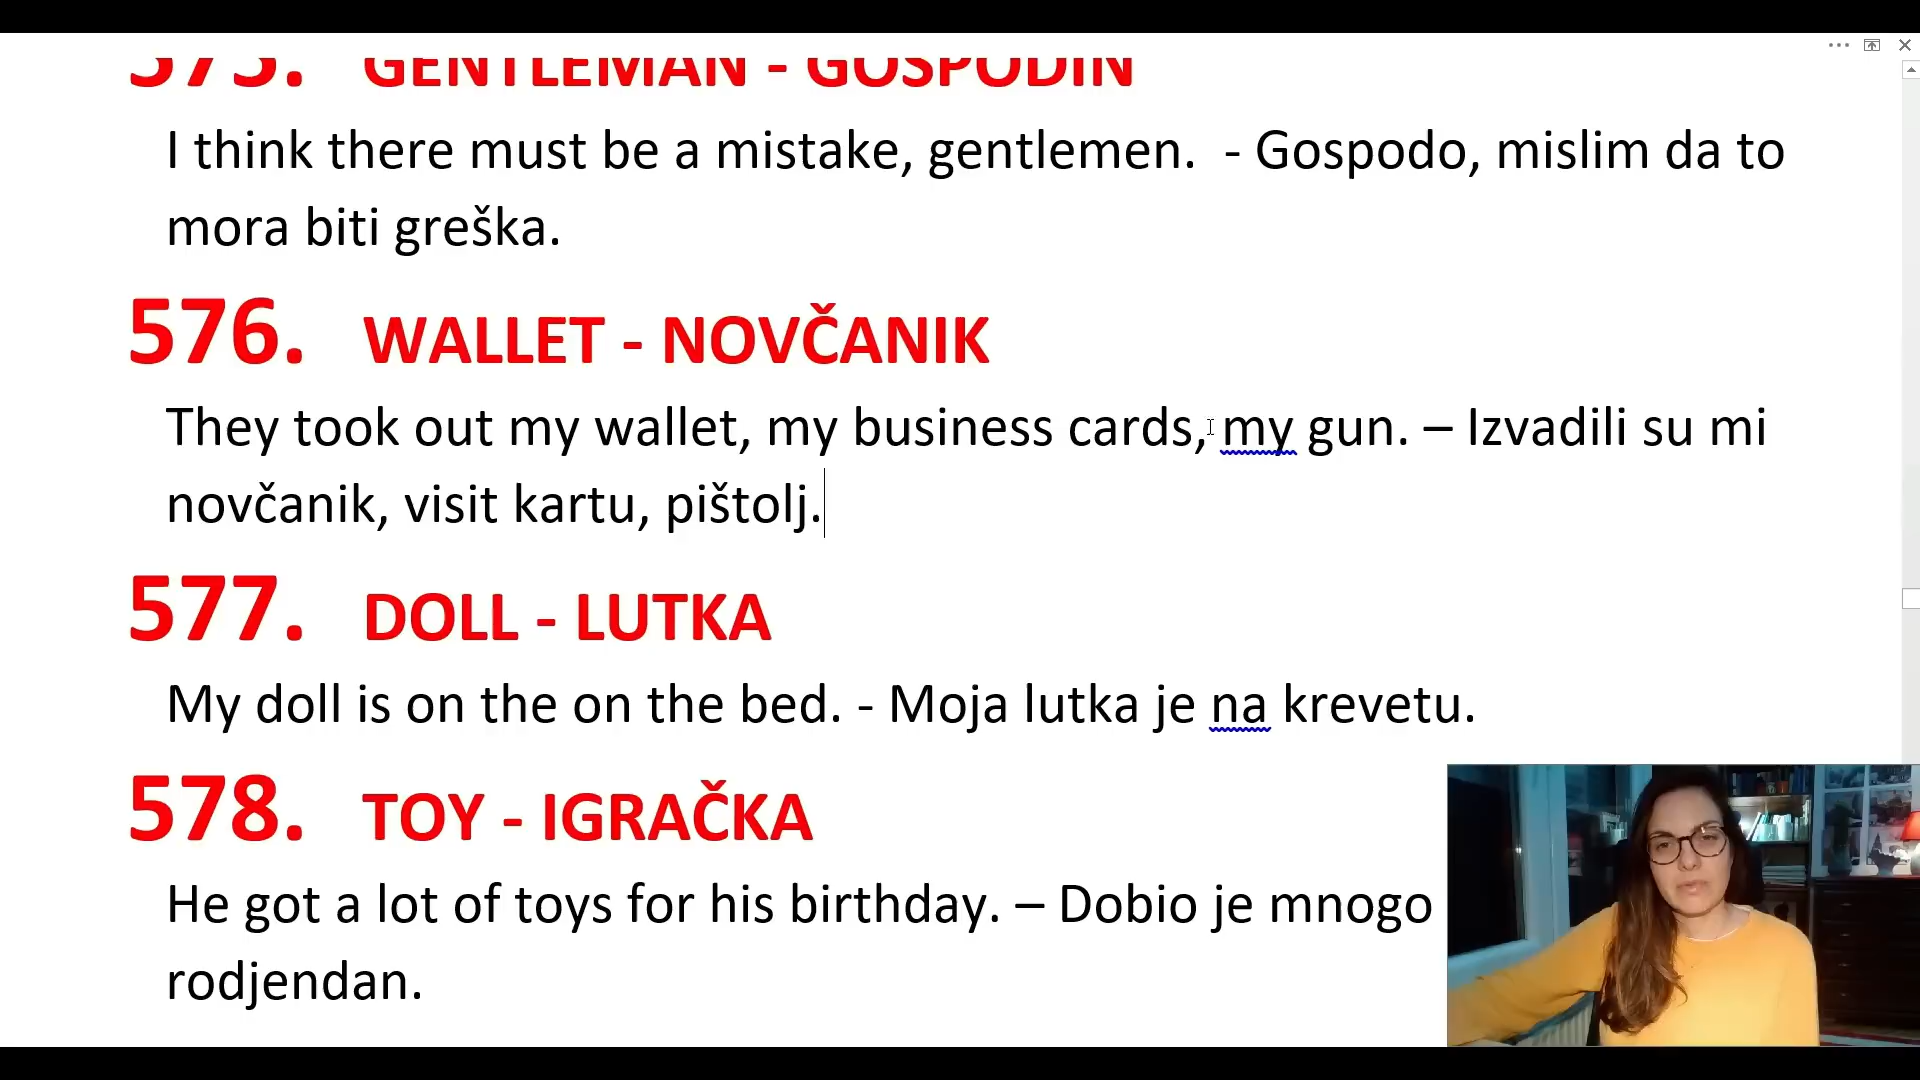 575. GENTLEMAN - GOSPODIN
I think there must be a mistake, gentlemen. - Gospodo, mislim da to
mora biti greška.
576. WALLET - NOVČANIK
They took out my wallet, my business cards, my gun. – Izvadili su mi
novčanik, visit kartu, pištolj.
577. DOLL - LUTKA
My doll is on the on the bed. - Moja lutka je na krevetu.
578. TOY - IGRAČKA
He got a lot of toys for his birthday. – Dobio je mnogo
rodjendan.